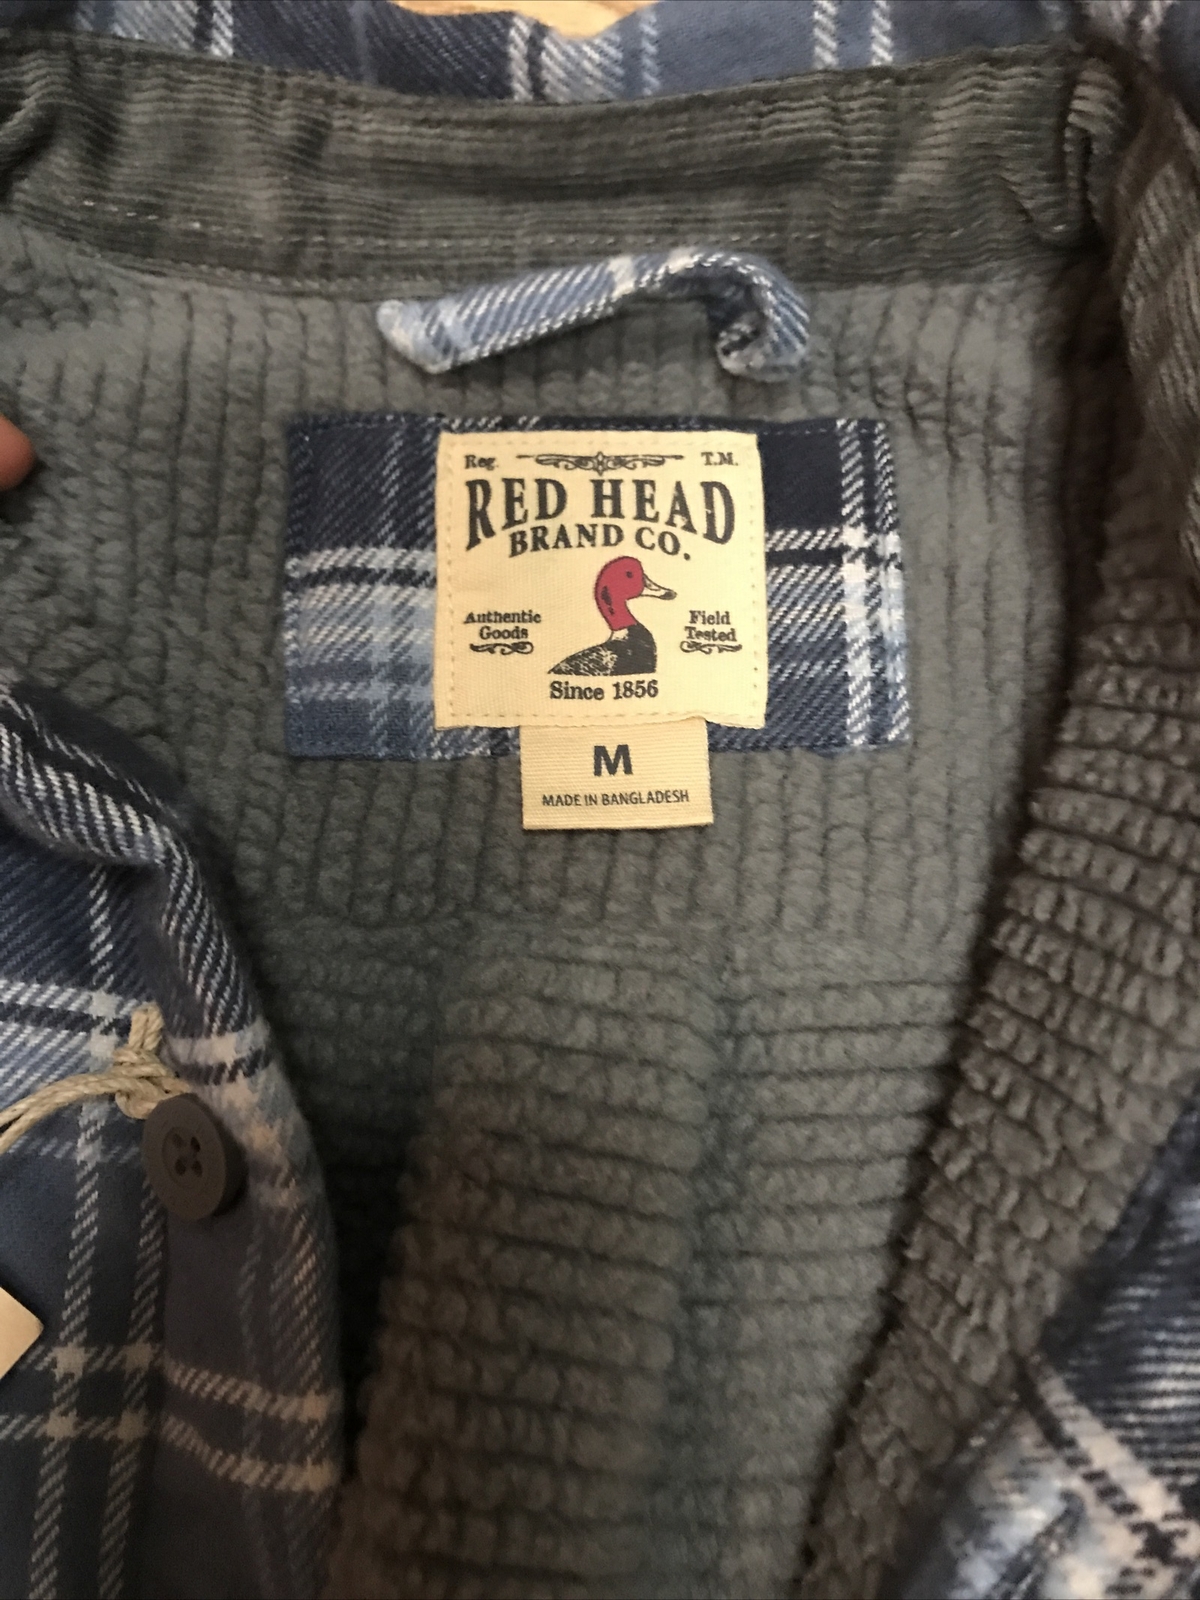 Reg. T.M.
RED HEAD
BRAND CO.
Authentic
Goods
Field
Tested
Since 1856
M
MADE IN BANGLADESH